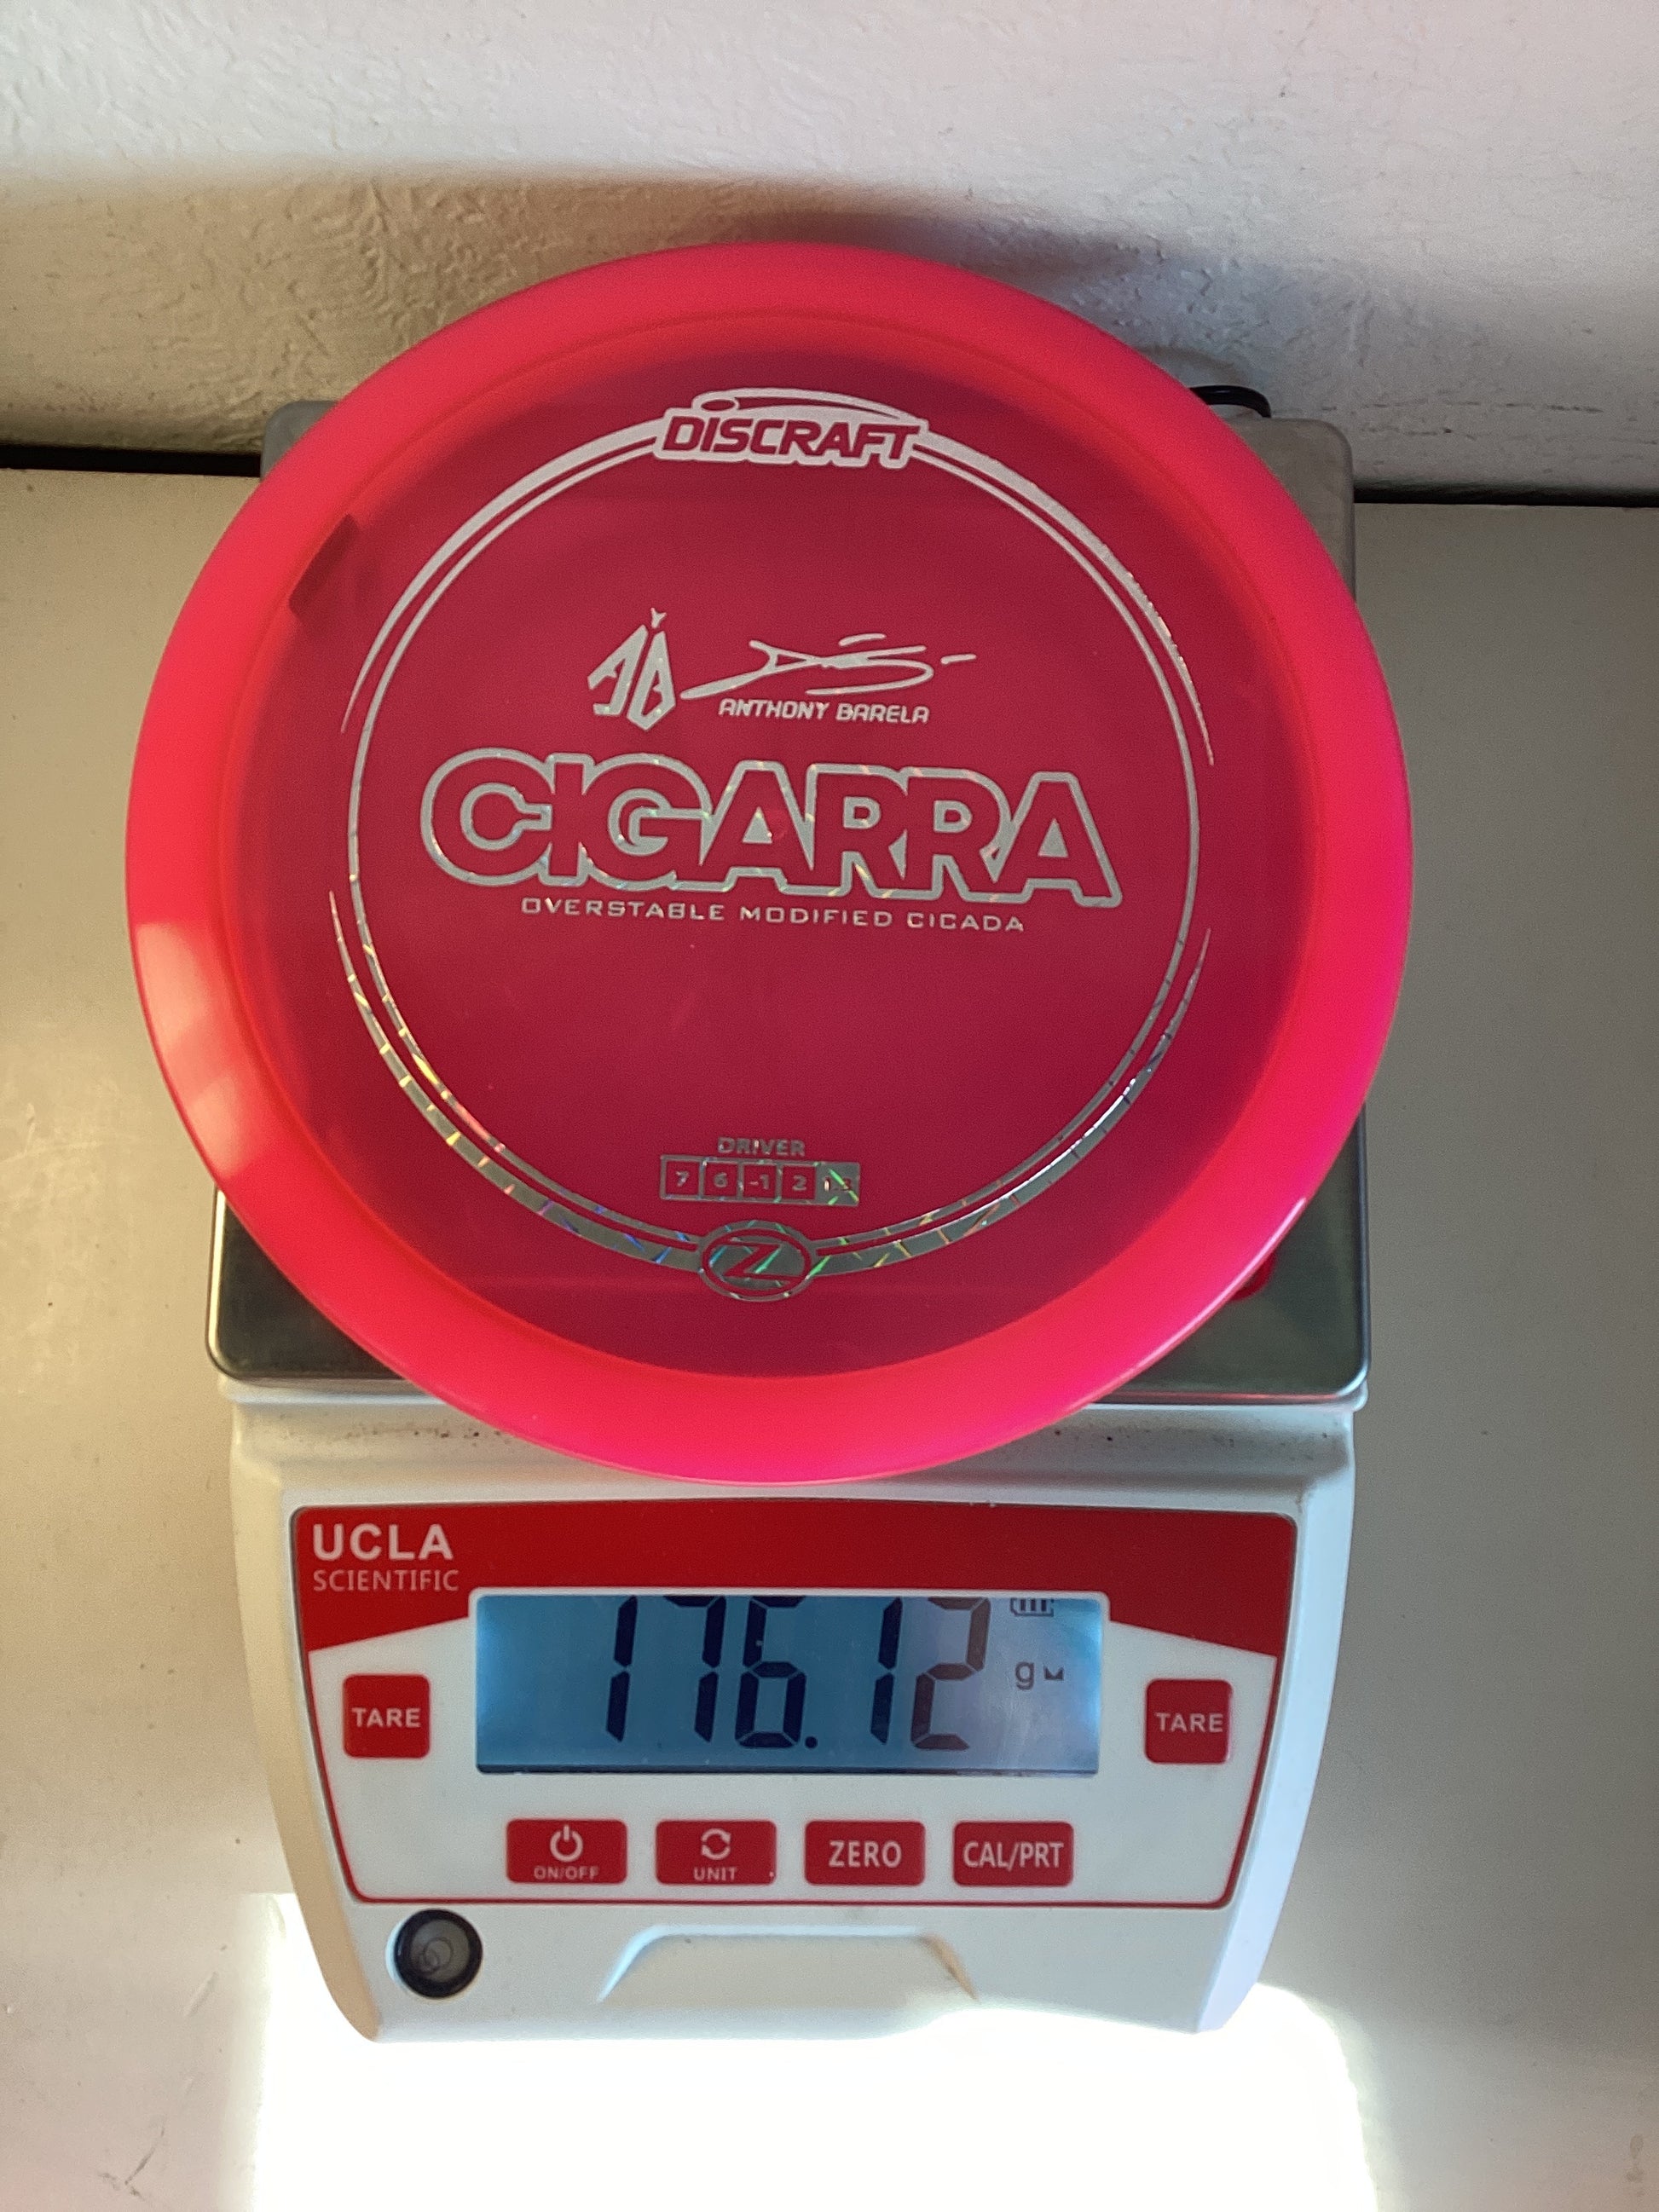 DISCRAFT
AB
ANTHONY BARELA
CIGARRA
OVERSTABLE MODIFIED CICADA
DRIVER
7 6 -1 2
Z
UCLA
SCIENTIFIC
176.12 g
TARE
TARE
ON/OFF
UNIT
ZERO
CAL/PRT